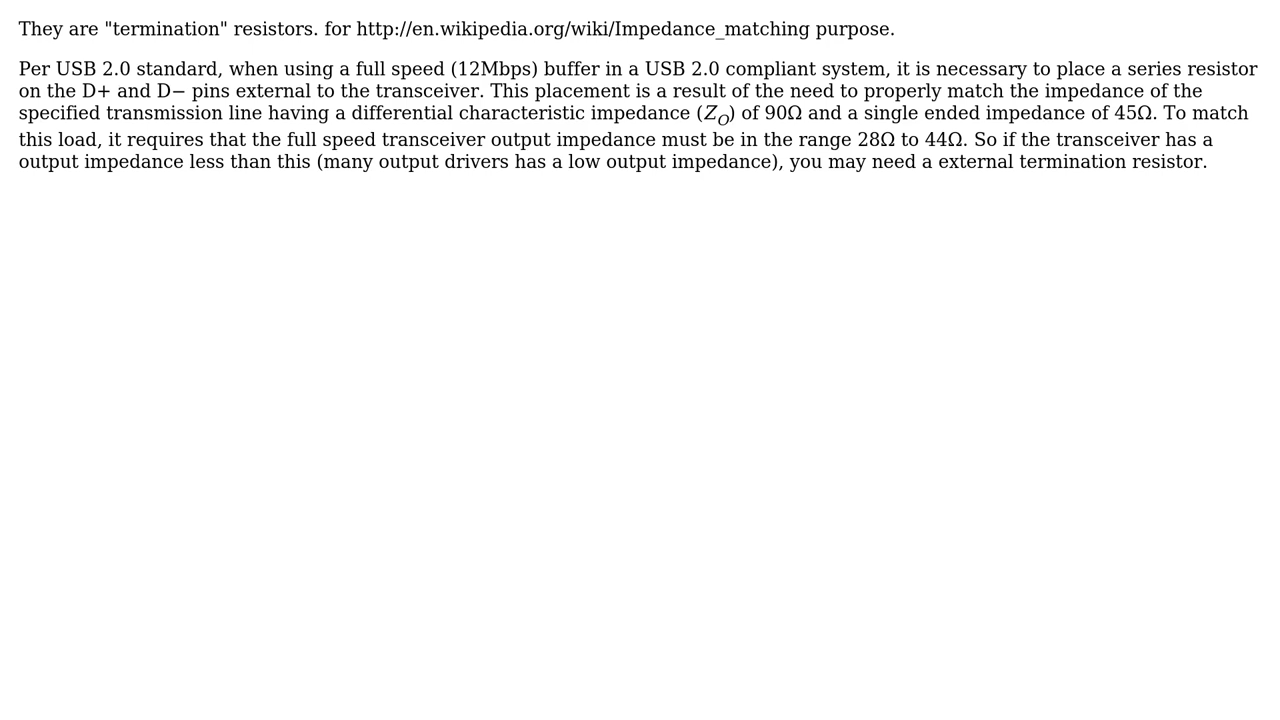 They are "termination" resistors. for http://en.wikipedia.org/wiki/Impedance_matching purpose.
Per USB 2.0 standard, when using a full speed (12Mbps) buffer in a USB 2.0 compliant system, it is necessary to place a series resistor
on the D+ and D− pins external to the transceiver. This placement is a result of the need to properly match the impedance of the
specified transmission line having a differential characteristic impedance (Z_O) of 90Ω and a single ended impedance of 45Ω. To match
this load, it requires that the full speed transceiver output impedance must be in the range 28Ω to 44Ω. So if the transceiver has a
output impedance less than this (many output drivers has a low output impedance), you may need a external termination resistor.